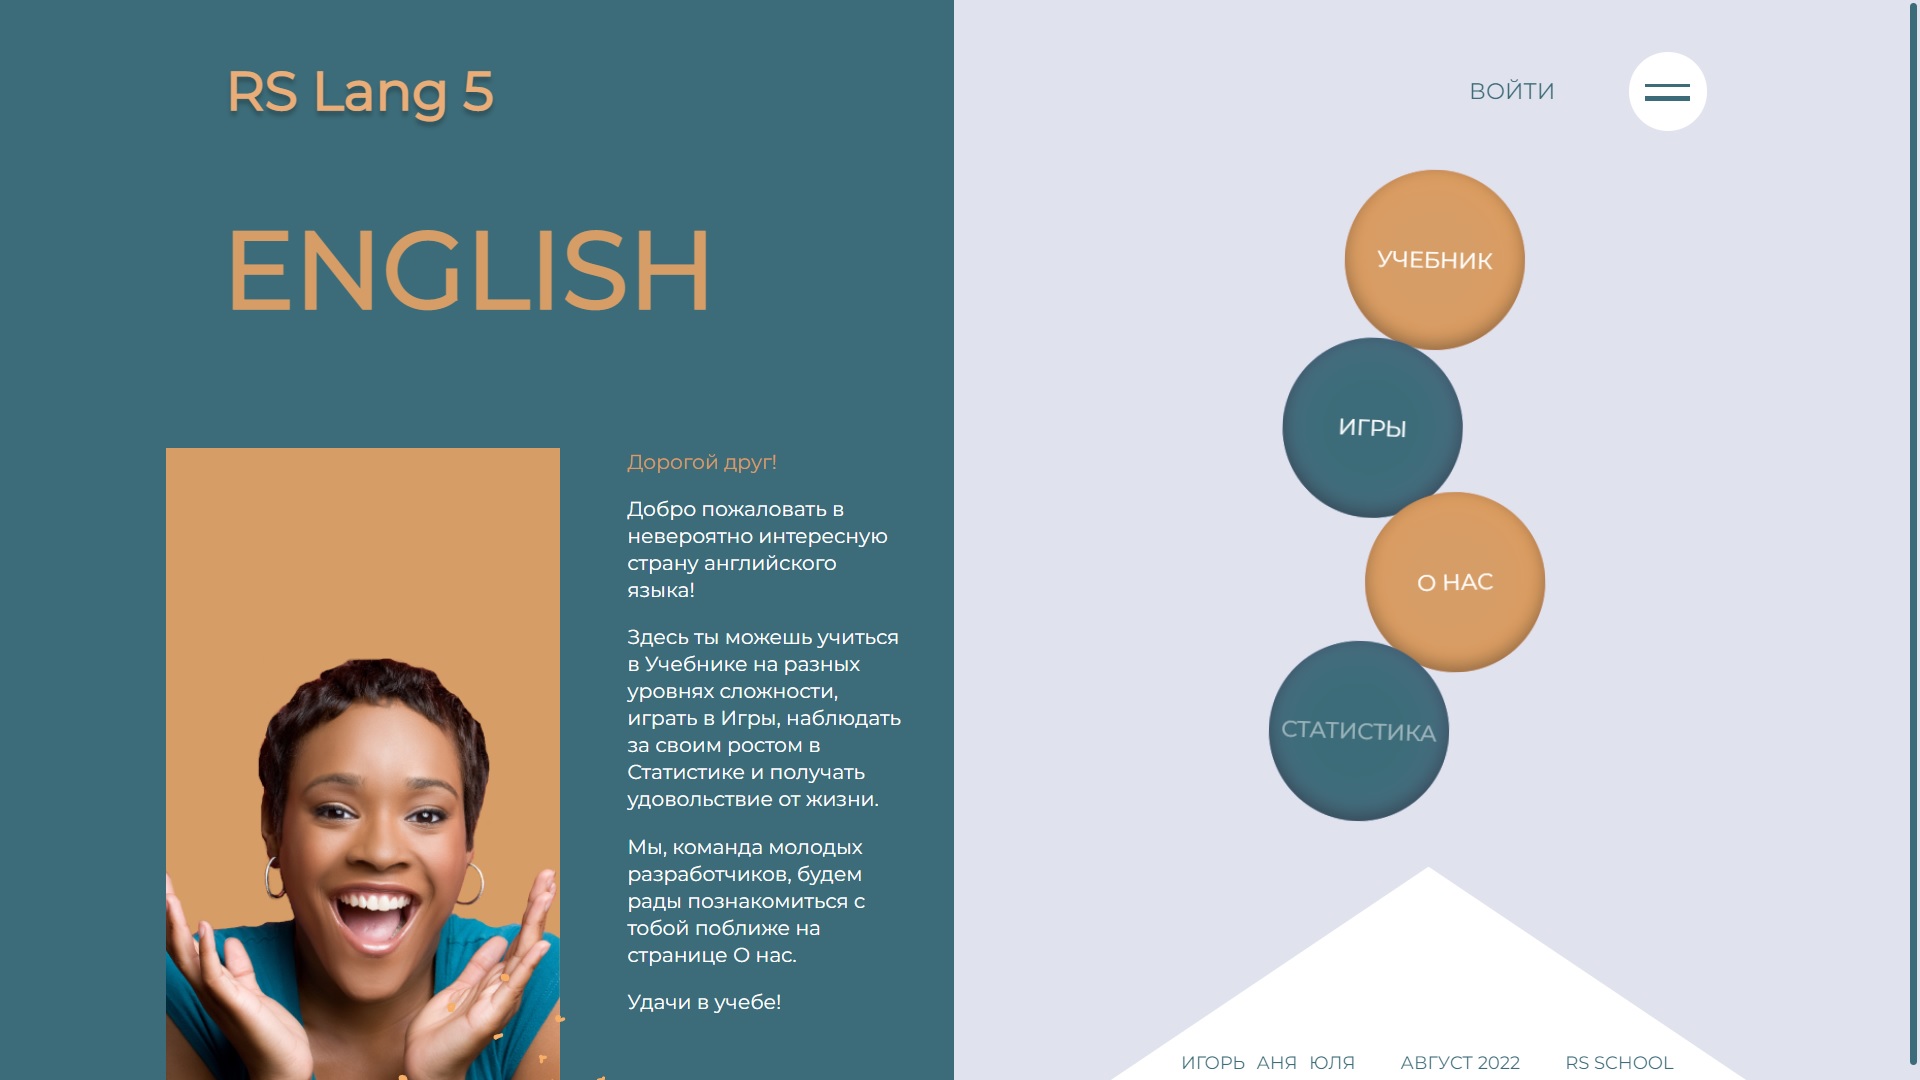 RS Lang 5
ENGLISH
Дорогой друг!
Добро пожаловать в
невероятно интересную
страну английского
языка!
Здесь ты можешь учиться
в Учебнике на разных
уровнях сложности,
играть в Игры, наблюдать
за своим ростом в
Статистике и получать
удовольствие от жизни.
Мы, команда молодых
разработчиков, будем
рады познакомиться с
тобой поближе на
странице О нас.
Удачи в учебе!
ВОЙТИ
УЧЕБНИК
ИГРЫ
О НАС
СТАТИСТИКА
ИГОРЬ АНЯ ЮЛЯ АВГУСТ 2022 RS SCHOOL